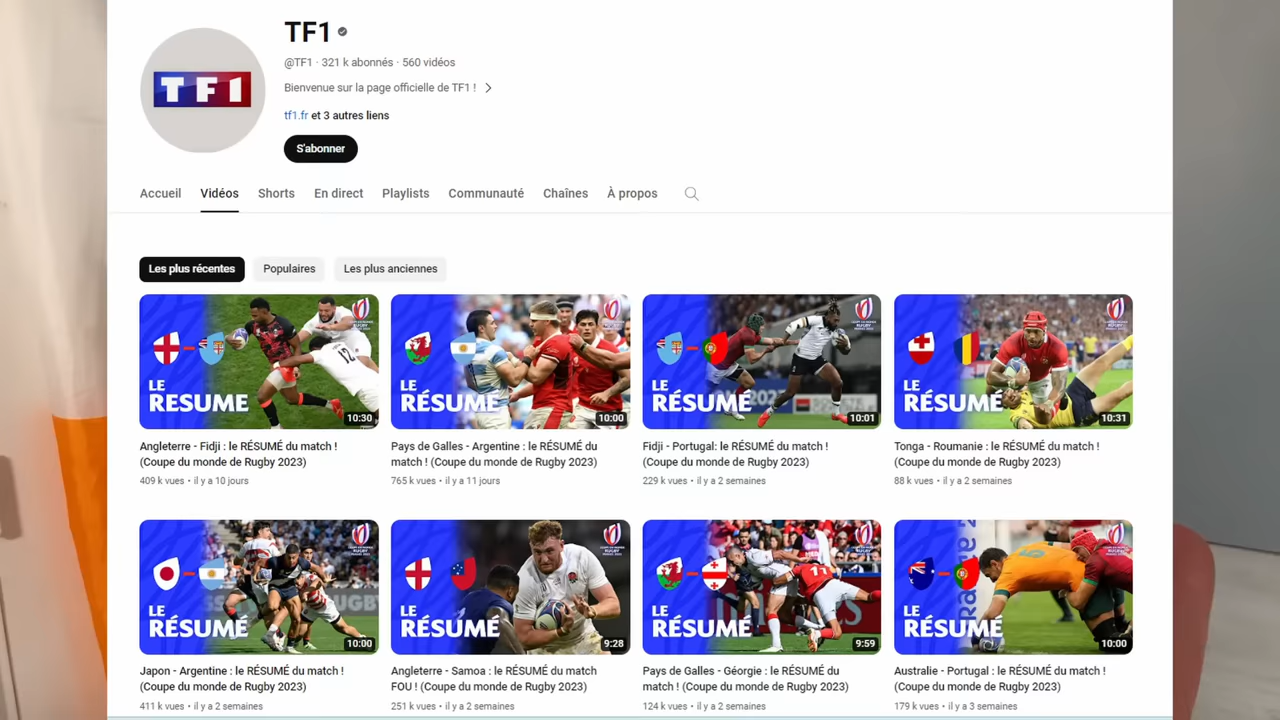 TF1
TF1
@TF1 · 321 k abonnés · 560 vidéos
Bienvenue sur la page officielle de TF1 !
tf1.fr et 3 autres liens
S'abonner
Accueil Vidéos Shorts En direct Playlists Communauté Chaînes À propos
Les plus récentes Populaires Les plus anciennes
LE
RÉSUMÉ
12
10:30
LE
RÉSUMÉ
10:00
LE
RÉSUMÉ
10:01
LE
RÉSUMÉ
10:31
Angleterre - Fidji : le RÉSUMÉ du match !
(Coupe du monde de Rugby 2023)
409 k vues • il y a 10 jours
Pays de Galles - Argentine : le RÉSUMÉ du
match ! (Coupe du monde de Rugby 2023)
765 k vues • il y a 11 jours
Fidji - Portugal: le RÉSUMÉ du match !
(Coupe du monde de Rugby 2023)
229 k vues • il y a 2 semaines
Tonga - Roumanie : le RÉSUMÉ du match !
(Coupe du monde de Rugby 2023)
88 k vues • il y a 2 semaines
LE
RÉSUMÉ
10:00
LE
RÉSUMÉ
9:28
LE
RÉSUMÉ
11
9:59
LE
RÉSUMÉ
6
10:00
Japon - Argentine : le RÉSUMÉ du match !
(Coupe du monde de Rugby 2023)
411 k vues • il y a 2 semaines
Angleterre - Samoa : le RÉSUMÉ du match
FOU ! (Coupe du monde de Rugby 2023)
251 k vues • il y a 2 semaines
Pays de Galles - Géorgie : le RÉSUMÉ du
match ! (Coupe du monde de Rugby 2023)
124 k vues • il y a 2 semaines
Australie - Portugal : le RÉSUMÉ du match !
(Coupe du monde de Rugby 2023)
179 k vues • il y a 3 semaines